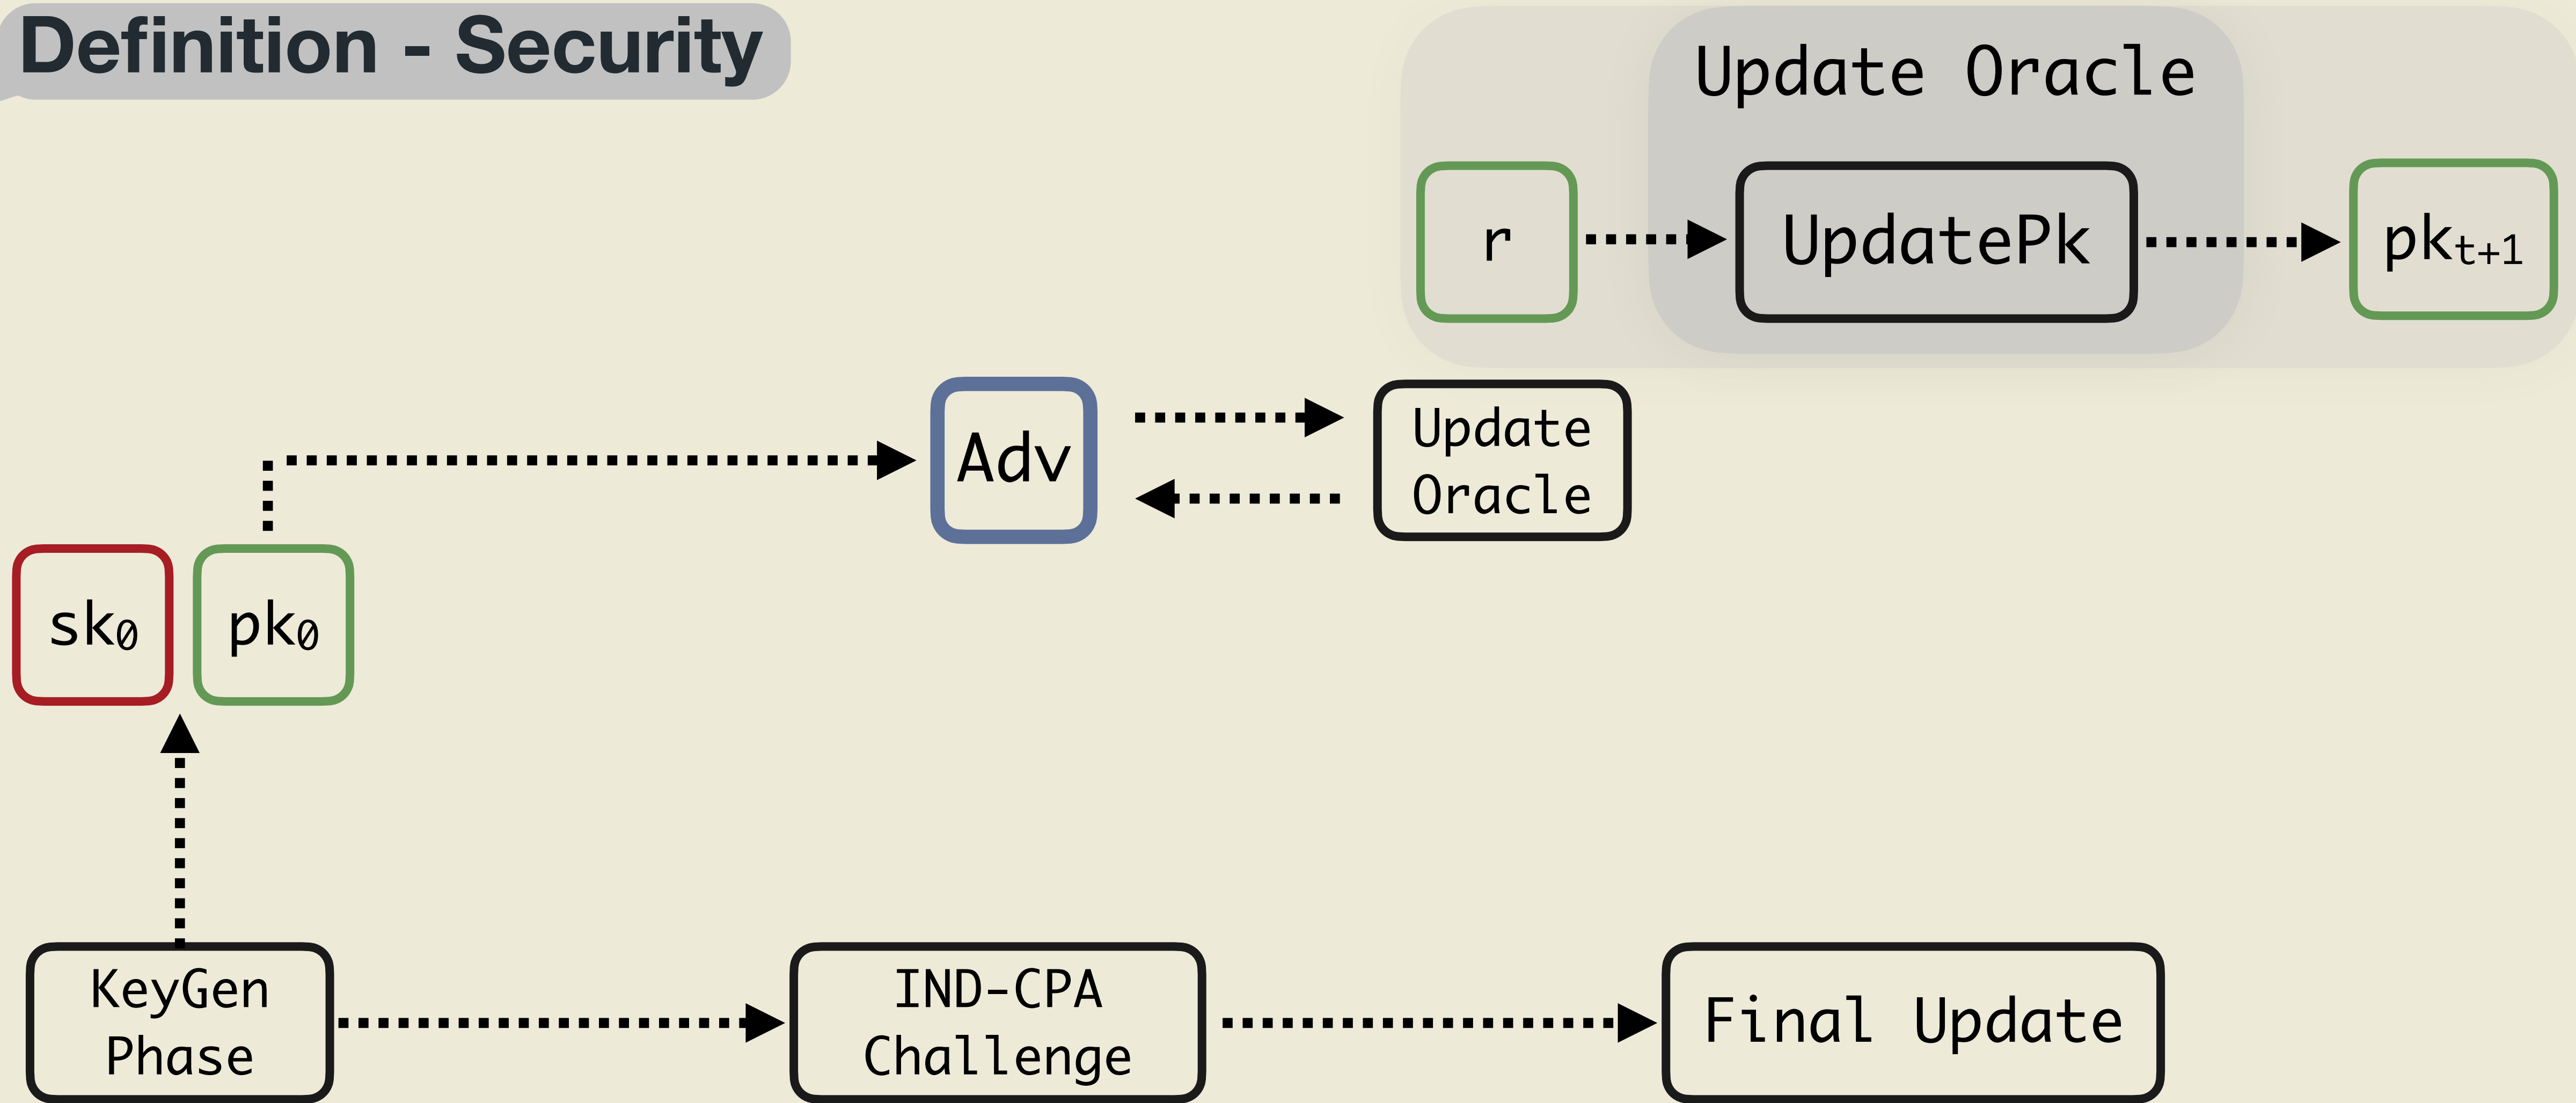 Definition - Security
Update Oracle
r
UpdatePk
pkt+1
Adv
Update
Oracle
sk0
pk0
KeyGen
Phase
IND-CPA
Challenge
Final Update